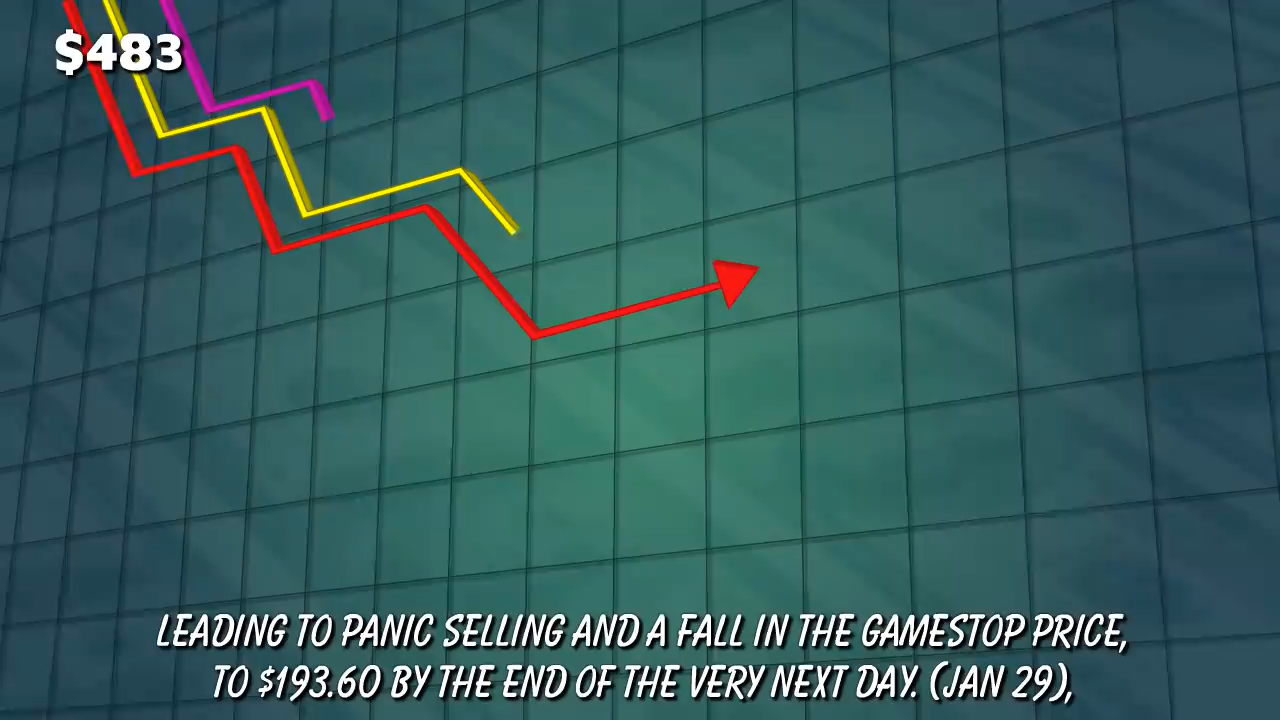 $483
LEADING TO PANIC SELLING AND A FALL IN THE GAMESTOP PRICE,
TO $193.60 BY THE END OF THE VERY NEXT DAY. (JAN 29),